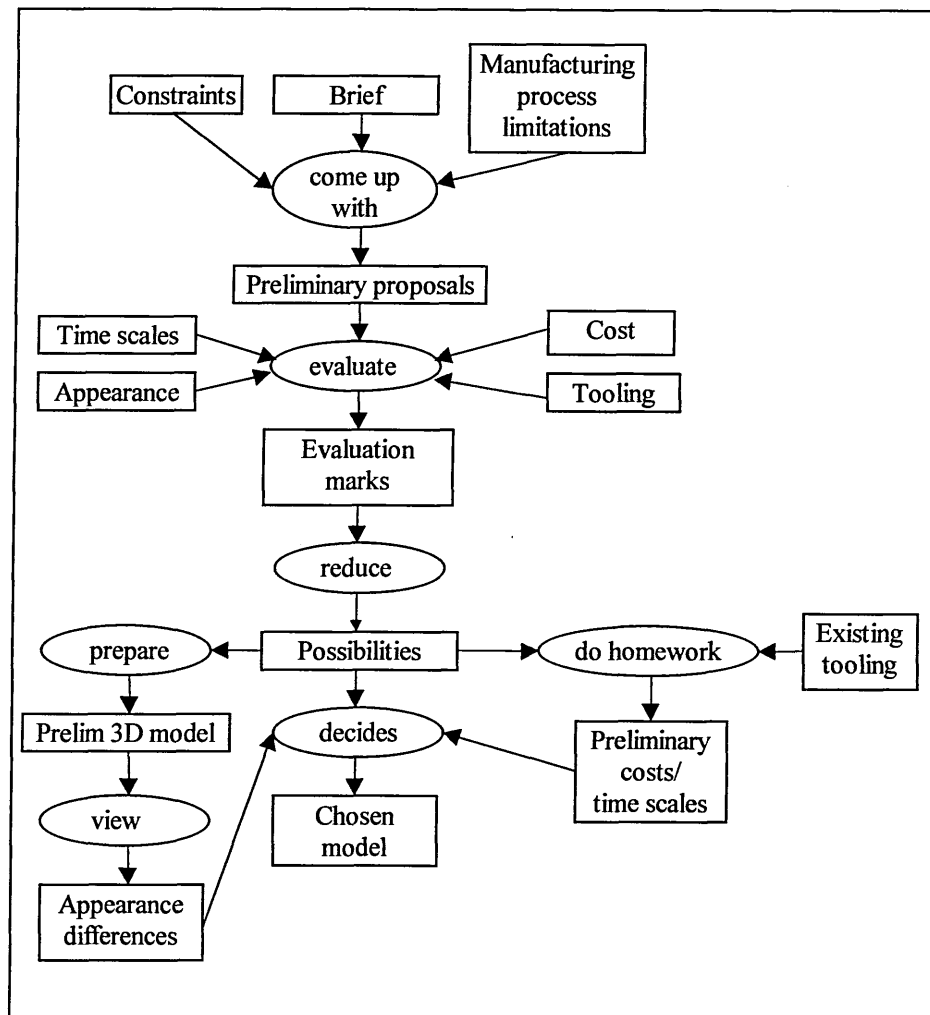 Constraints
Brief
Manufacturing
process
limitations
come up
with
Preliminary proposals
Time scales
Cost
evaluate
Appearance
Tooling
Evaluation
marks
reduce
prepare
Possibilities
do homework
Existing
tooling
Prelim 3D model
decides
Preliminary
costs/
time scales
view
Chosen
model
Appearance
differences